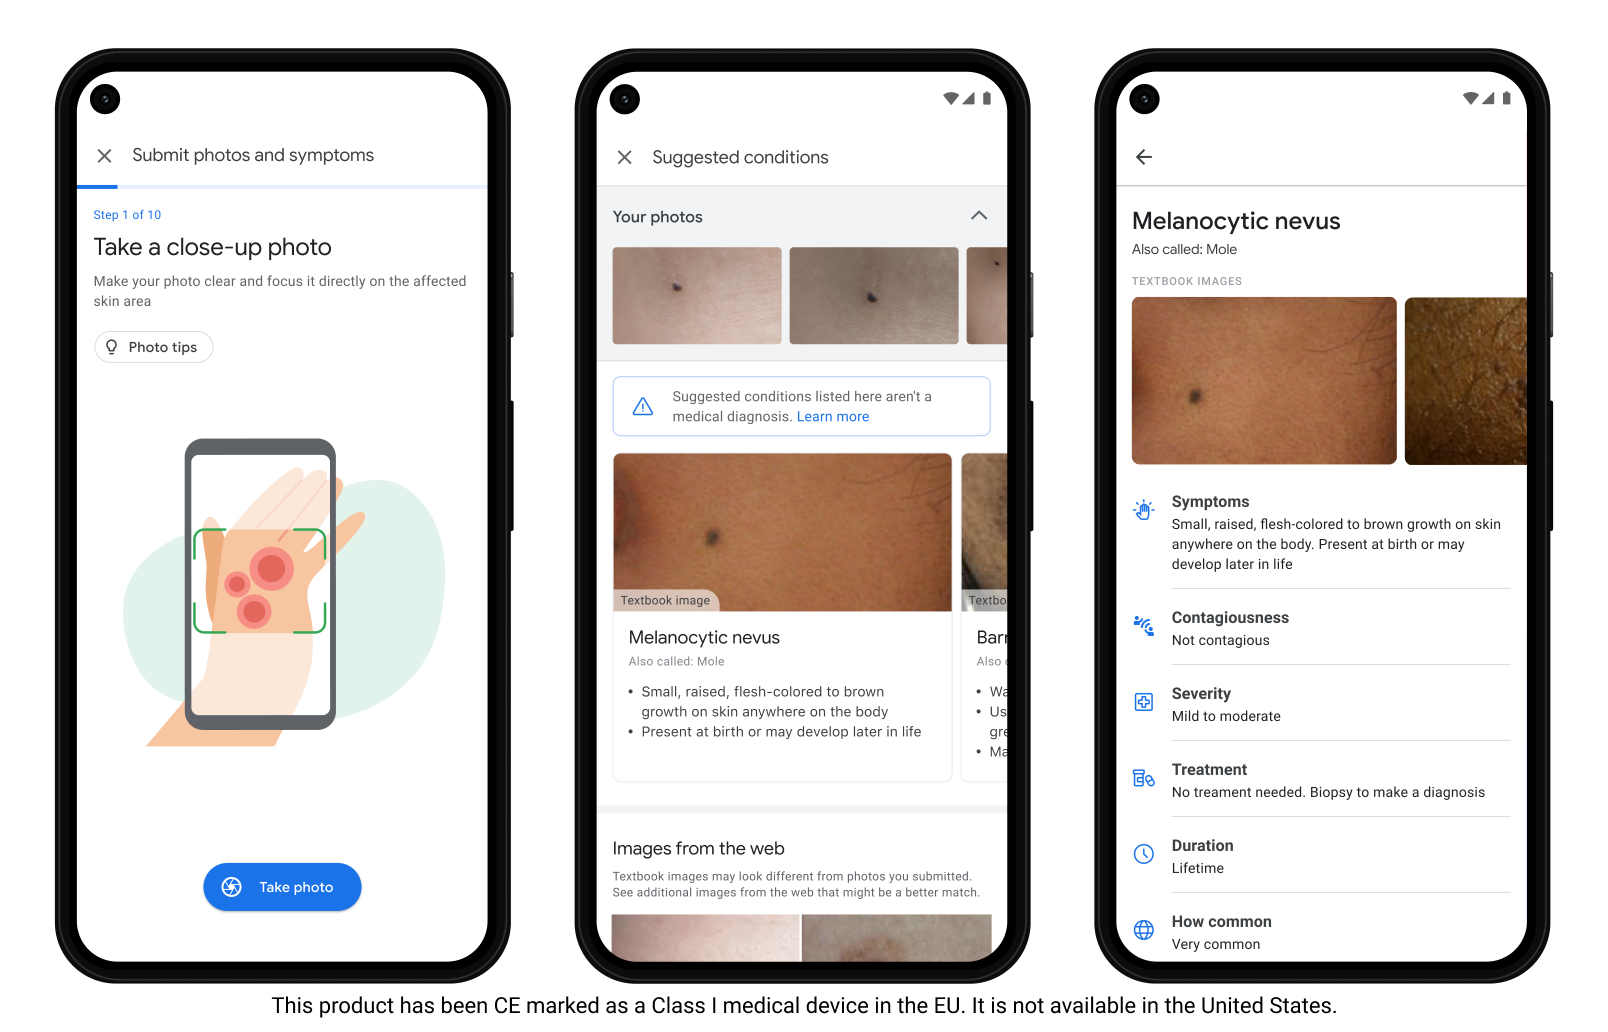 Submit photos and symptoms
Step 1 of 10
Take a close-up photo
Make your photo clear and focus it directly on the affected
skin area
Photo tips
Take photo
Suggested conditions
Your photos
Suggested conditions listed here aren't a
medical diagnosis. Learn more
Textbook image
Melanocytic nevus
Also called: Mole
• Small, raised, flesh-colored to brown
growth on skin anywhere on the body
• Present at birth or may develop later in life
Also
• 
• 
• 
Images from the web
Textbook images may look different from photos you submitted.
See additional images from the web that might be a better match.
Melanocytic nevus
Also called: Mole
TEXTBOOK IMAGES
Symptoms
Small, raised, flesh-colored to brown growth on skin
anywhere on the body. Present at birth or may
develop later in life
Contagiousness
Not contagious
Severity
Mild to moderate
Treatment
No treament needed. Biopsy to make a diagnosis
Duration
Lifetime
How common
Very common
This product has been CE marked as a Class I medical device in the EU. It is not available in the United States.